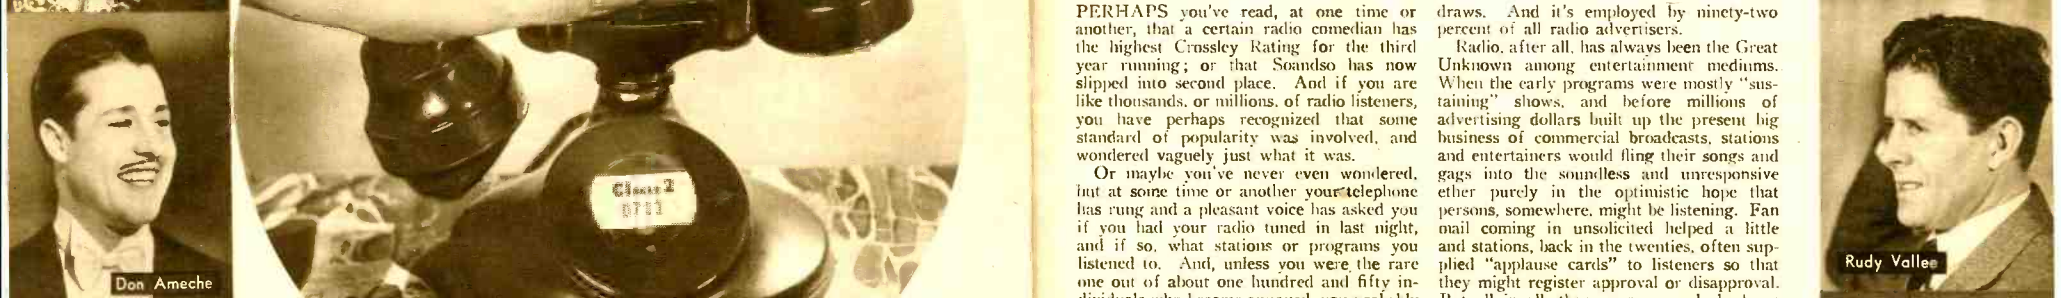 Don Ameche
PERHAPS you've read, at one time or
another, that a certain radio comedian has
the highest Crossley Rating for the third
year running; or that Soandso has now
slipped into second place. And if you are
like thousands, or millions, of radio listeners,
you have perhaps recognized that some
standard of popularity was involved, and
wondered vaguely just what it was.
Or maybe you've never even wondered,
but at some time or another your telephone
has rung and a pleasant voice has asked you
if you had your radio tuned in last night,
and if so, what stations or programs you
listened to. And, unless you were the rare
one out of about one hundred and fifty in-
draws. And it's employed by ninety-two
percent of all radio advertisers.
Radio, after all, has always been the Great
Unknown among entertainment mediums.
When the early programs were mostly "sus-
taining" shows, and before millions of
advertising dollars built up the present big
business of commercial broadcasts, stations
and entertainers would fling their songs and
gags into the soundless and unresponsive
ether purely in the optimistic hope that
persons, somewhere, might be listening. Fan
mail coming in unsolicited helped a little
and stations, back in the twenties, often sup-
plied "applause cards" to listeners so that
they might register approval or disapproval.
Rudy Vallee